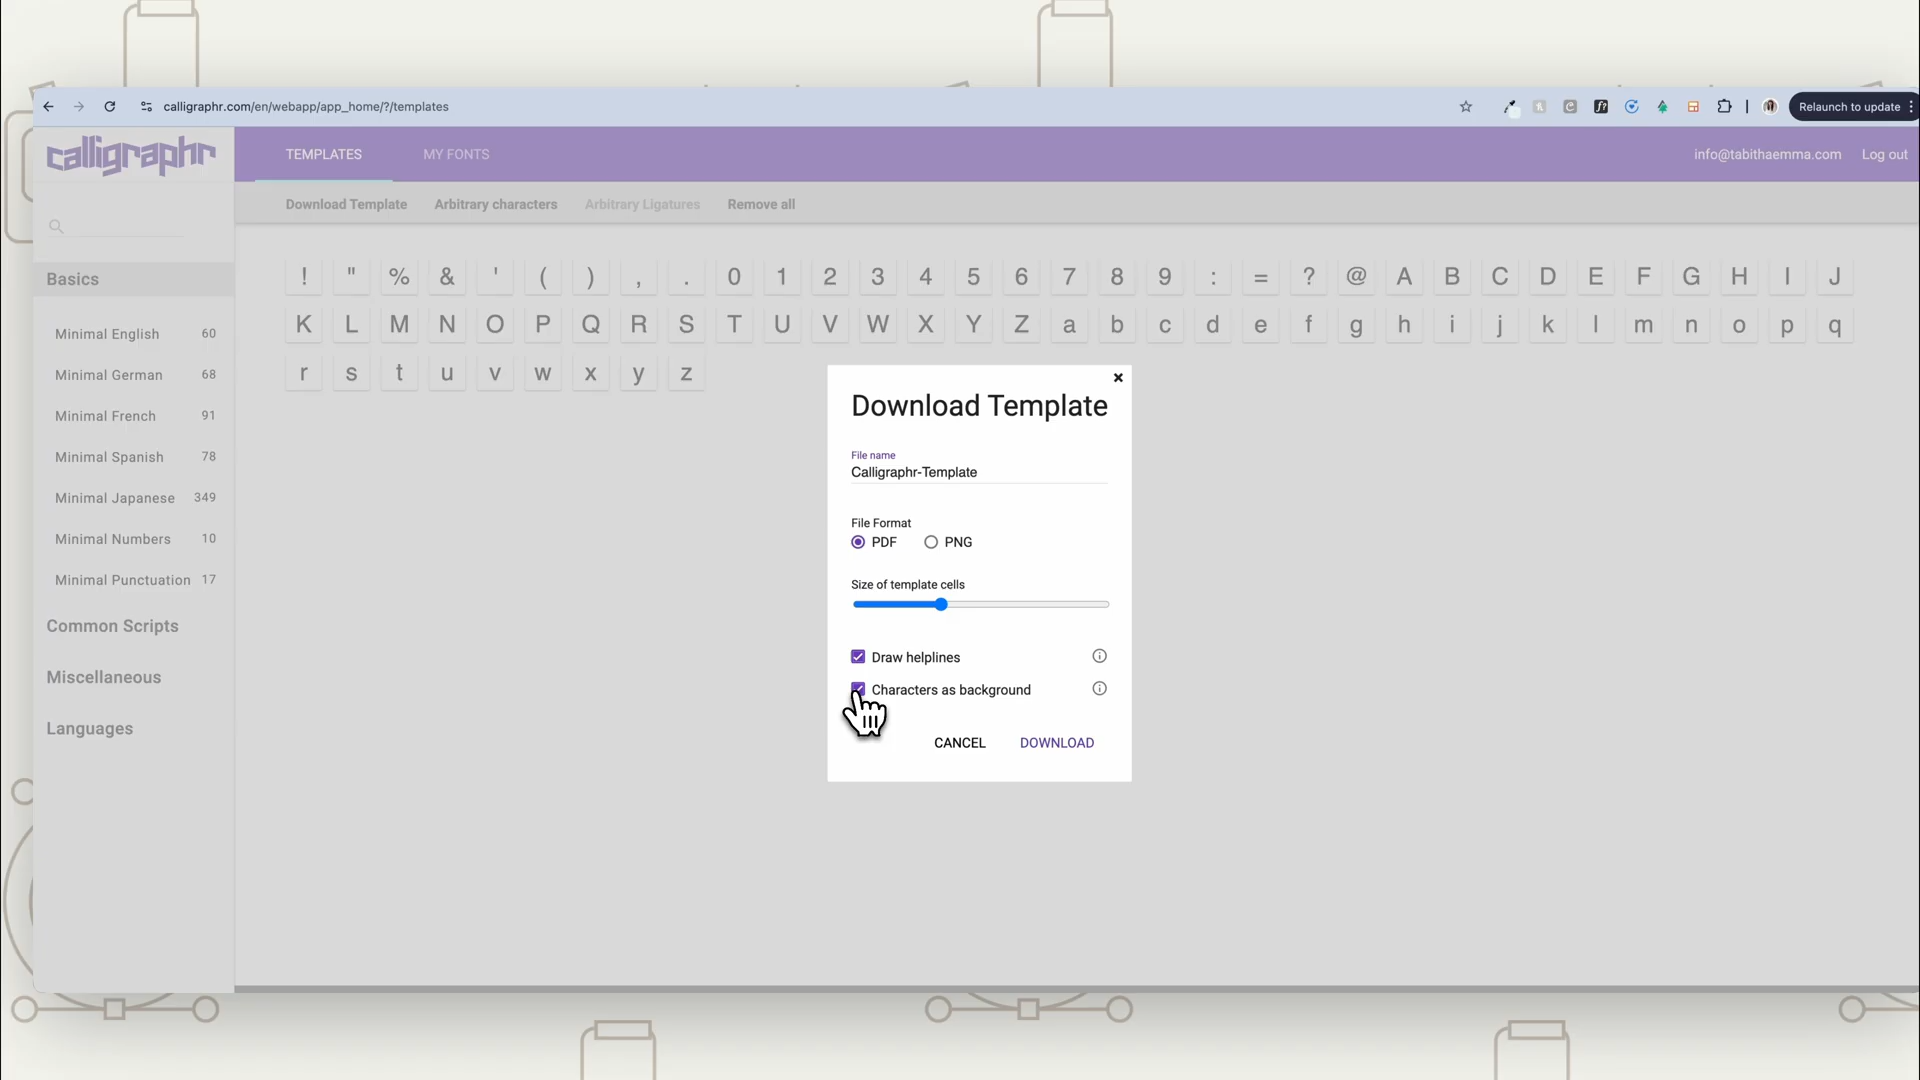 calligraphr.com/en/webapp/app_home/?/templates
Relaunch to update
calligraphr
TEMPLATES
MY FONTS
info@tabithaemma.com
Log out
Download Template
Arbitrary characters
Arbitrary Ligatures
Remove all
Basics
Minimal English 60
Minimal German 68
Minimal French 91
Minimal Spanish 78
Minimal Japanese 349
Minimal Numbers 10
Minimal Punctuation 17
Common Scripts
Miscellaneous
Languages
! " % & ' ( ) , . 0 1 2 3 4 5 6 7 8 9 : = ? @ A B C D E F G H I J
K L M N O P Q R S T U V W X Y Z a b c d e f g h i j k l m n o p q
r s t u v w x y z
Download Template
File name
Calligraphr-Template
File Format
PDF PNG
Size of template cells
Draw helplines
Characters as background
CANCEL DOWNLOAD